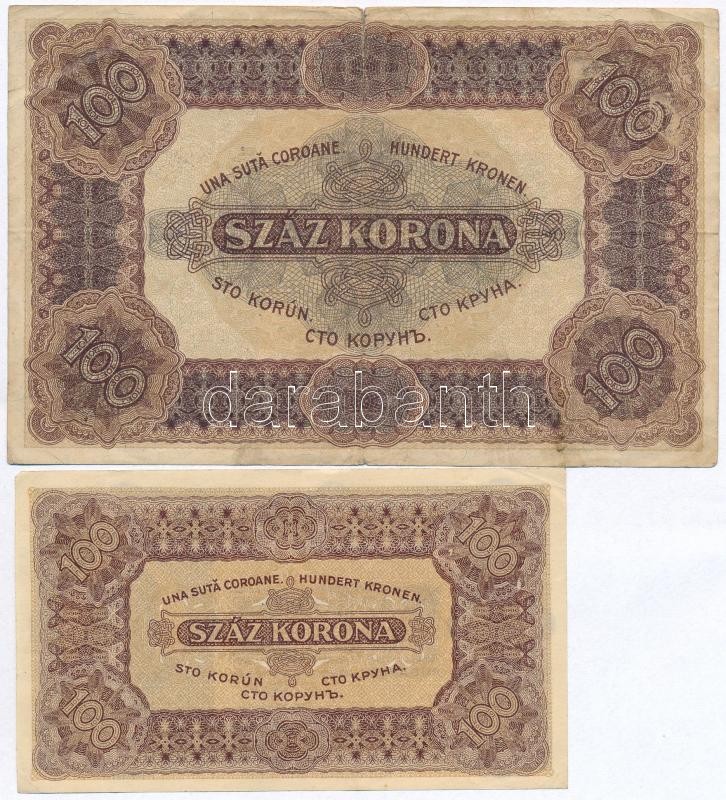 100 100
UNA SUTĂ COROANE. HUNDERT KRONEN.
SZÁZ KORONA
STO KORÚN. СТО КРУНА.
СТО КОРУНЪ.
100 100
darabanth
100 100
UNA SUTĂ COROANE. HUNDERT KRONEN.
SZÁZ KORONA
STO KORÚN СТО КРУНА.
СТО КОРУНЪ.
100 100